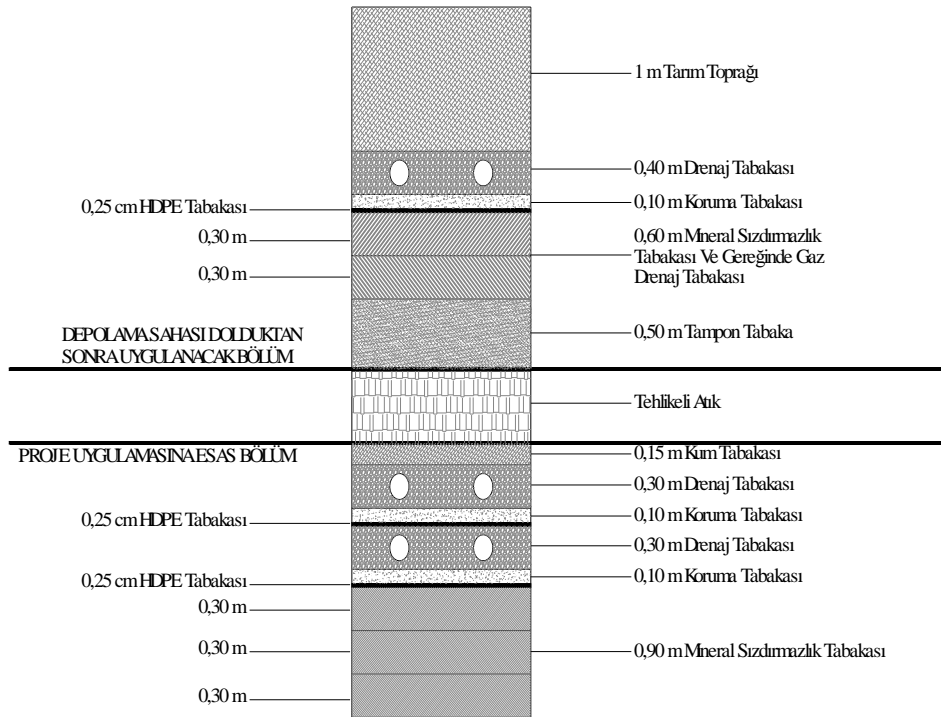 1 m Tarım Toprağı
0,40 m Drenaj Tabakası
0,25 cm HDPE Tabakası
0,10 m Koruma Tabakası
0,30 m
0,60 m Mineral Sızdırmazlık
Tabakası Ve Gereğinde Gaz
Drenaj Tabakası
0,30 m
DEPOLAMA SAHASI DOLDUKTAN
SONRA UYGULANACAK BÖLÜM
0,50 m Tampon Tabaka
Tehlikeli Atık
PROJE UYGULAMASINA ESAS BÖLÜM
0,15 m Kum Tabakası
0,30 m Drenaj Tabakası
0,25 cm HDPE Tabakası
0,10 m Koruma Tabakası
0,30 m Drenaj Tabakası
0,25 cm HDPE Tabakası
0,10 m Koruma Tabakası
0,30 m
0,30 m
0,90 m Mineral Sızdırmazlık Tabakası
0,30 m